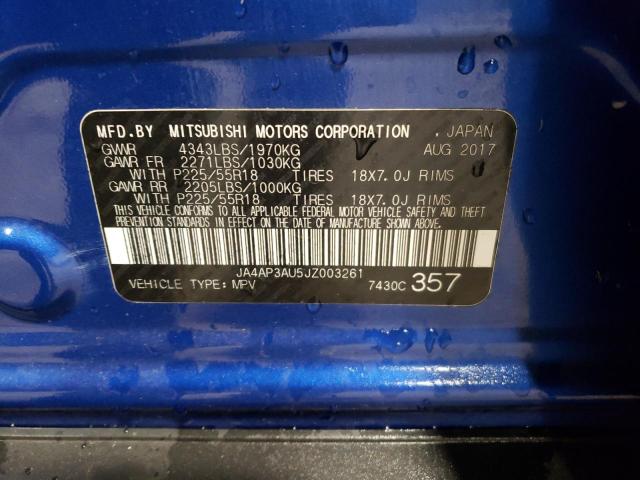 MFD.BY MITSUBISHI MOTORS CORPORATION . JAPAN
GVWR 4343LBS/1970KG AUG 2017
GAWR FR 2271LBS/1030KG
WITH P225/55R18 TIRES 18X7.0J RIMS
GAWR RR 2205LBS/1000KG
WITH P225/55R18 TIRES 18X7.0J RIMS
THIS VEHICLE CONFORMS TO ALL APPLICABLE FEDERAL MOTOR VEHICLE SAFETY AND THEFT
PREVENTION STANDARDS IN EFFECT ON THE DATE OF MANUFACTURE SHOWN ABOVE.
JA4AP3AU5JZ003261
VEHICLE TYPE: MPV 7430C 357